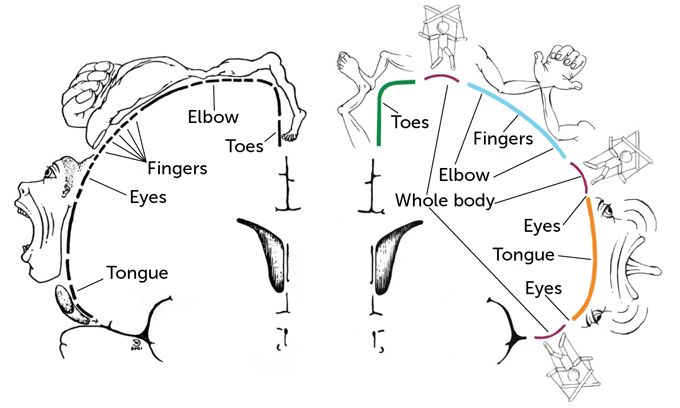 Elbow
Toes
Fingers
Eyes
Tongue
Toes
Fingers
Elbow
Whole body
Eyes
Tongue
Eyes